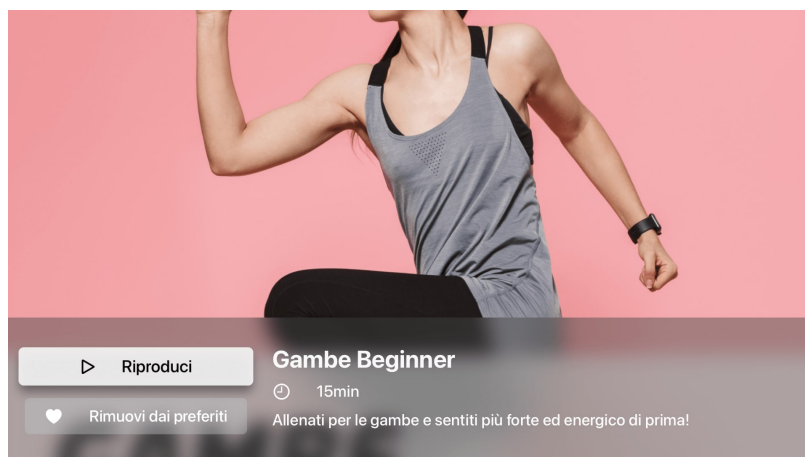 Riproduci
Rimuovi dai preferiti
Gambe Beginner
15min
Allenati per le gambe e sentiti più forte ed energico di prima!